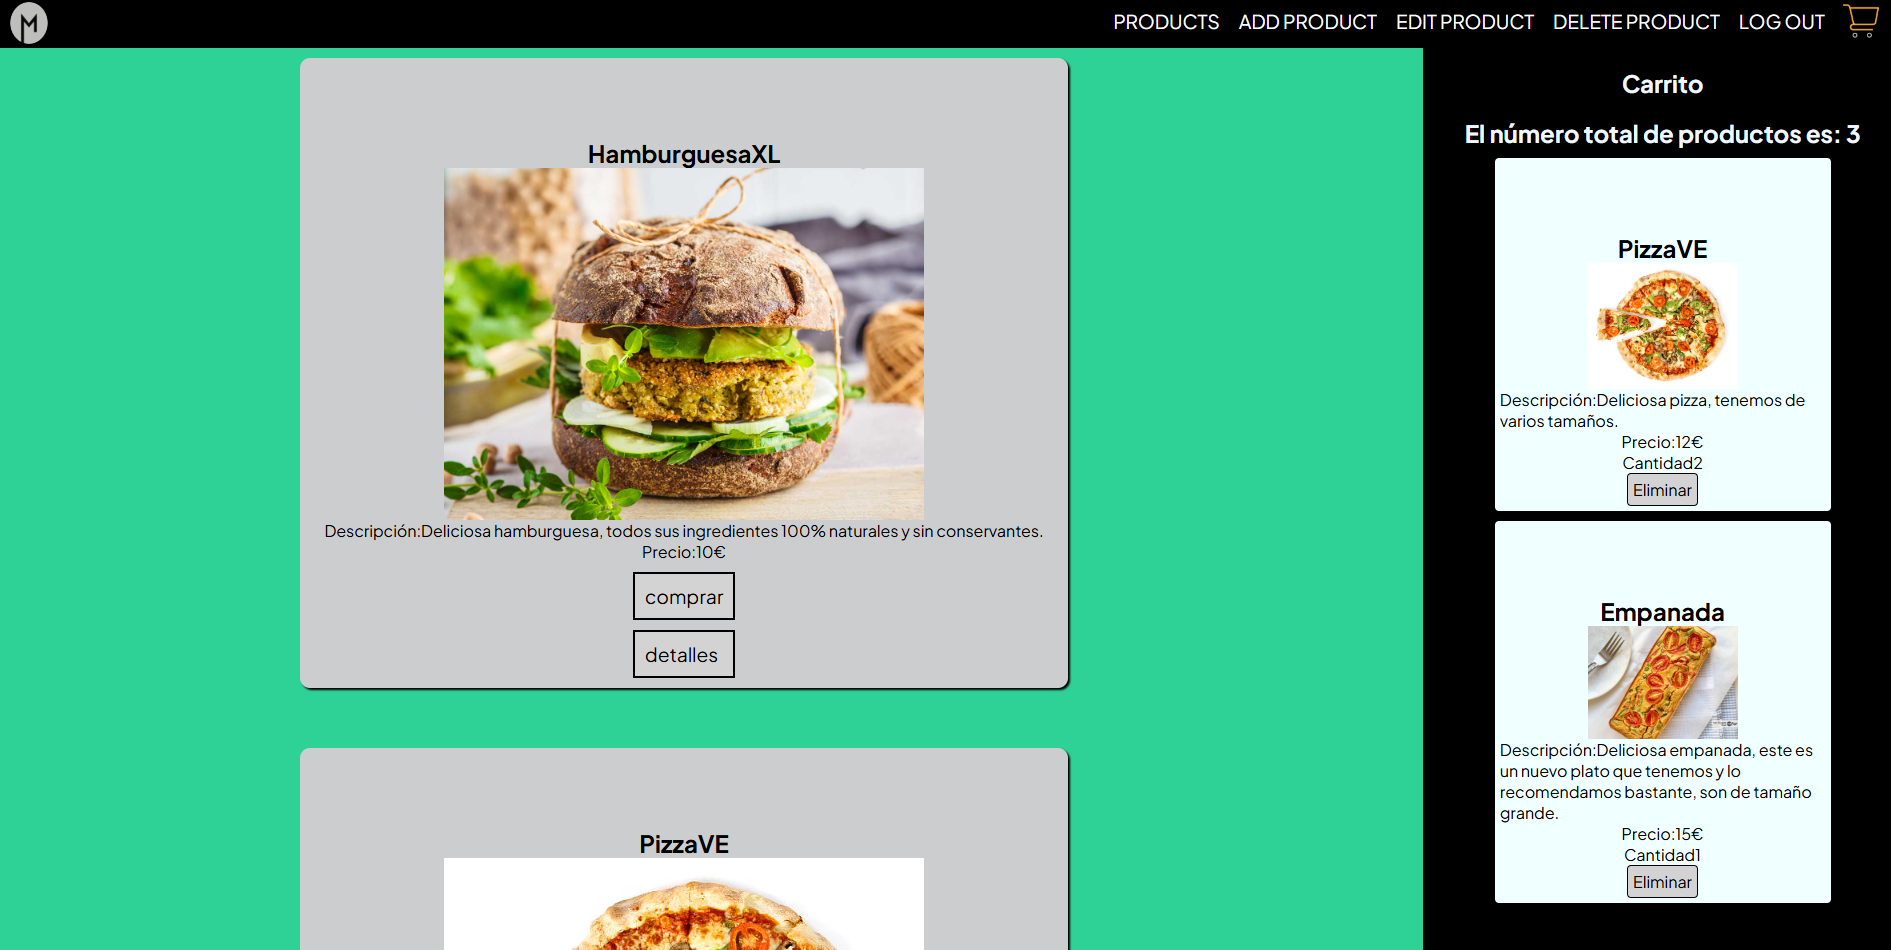 M
PRODUCTS ADD PRODUCT EDIT PRODUCT DELETE PRODUCT LOG OUT
HamburguesaXL
Descripción:Deliciosa hamburguesa, todos sus ingredientes 100% naturales y sin conservantes.
Precio:10€
comprar
detalles
PizzaVE
Carrito
El número total de productos es: 3
PizzaVE
Descripción:Deliciosa pizza, tenemos de
varios tamaños.
Precio:12€
Cantidad2
Eliminar
Empanada
Descripción:Deliciosa empanada, este es
un nuevo plato que tenemos y lo
recomendamos bastante, son de tamaño
grande.
Precio:15€
Cantidad1
Eliminar